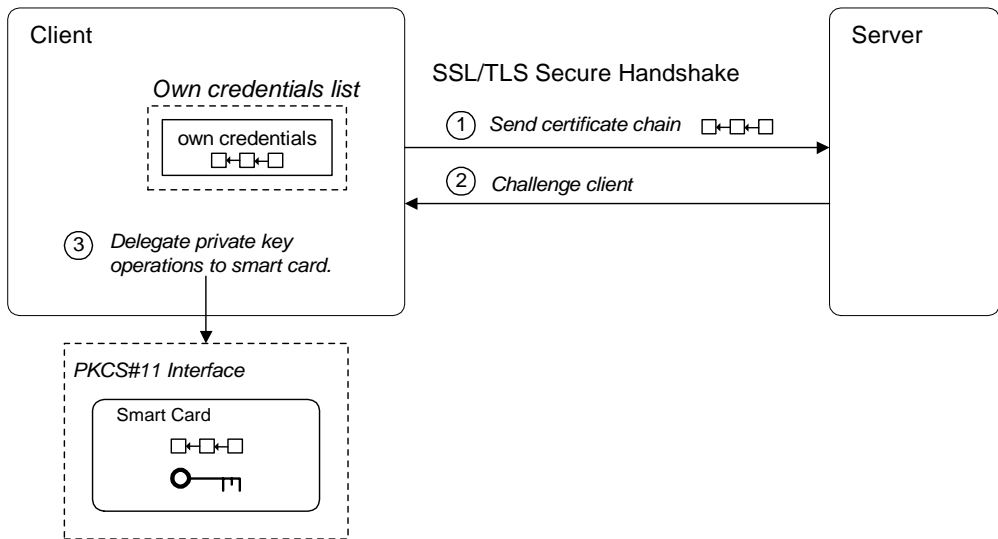 Client
Server
SSL/TLS Secure Handshake
Own credentials list
own credentials
1 Send certificate chain
2 Challenge client
3 Delegate private key
operations to smart card.
PKCS#11 Interface
Smart Card